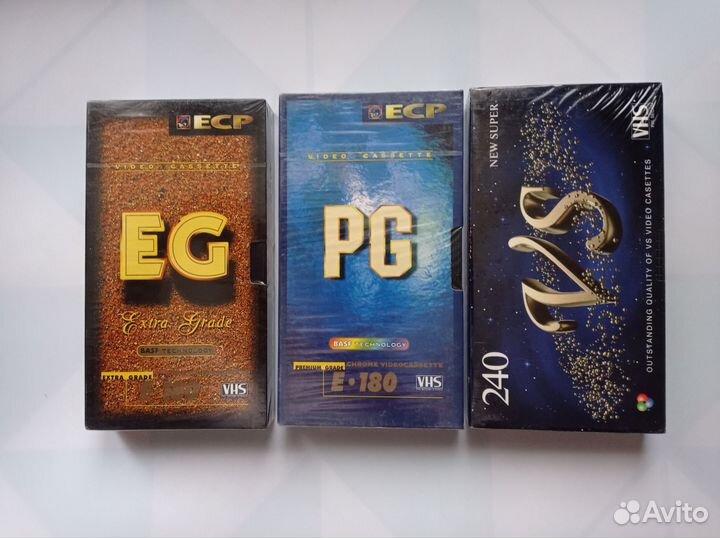 ECP
VIDEO CASSETTE
EG
Extra Grade
BASF TECHNOLOGY
EXTRA GRADE
VHS
ECP
VIDEO CASSETTE
PG
BASF TECHNOLOGY
PREMIUM GRADE
CHROME VIDEOCASSETTE
E-180
VHS
NEW SUPER
VHS
VS
OUTSTANDING QUALITY OF VS VIDEO CASETTES
240
Avito